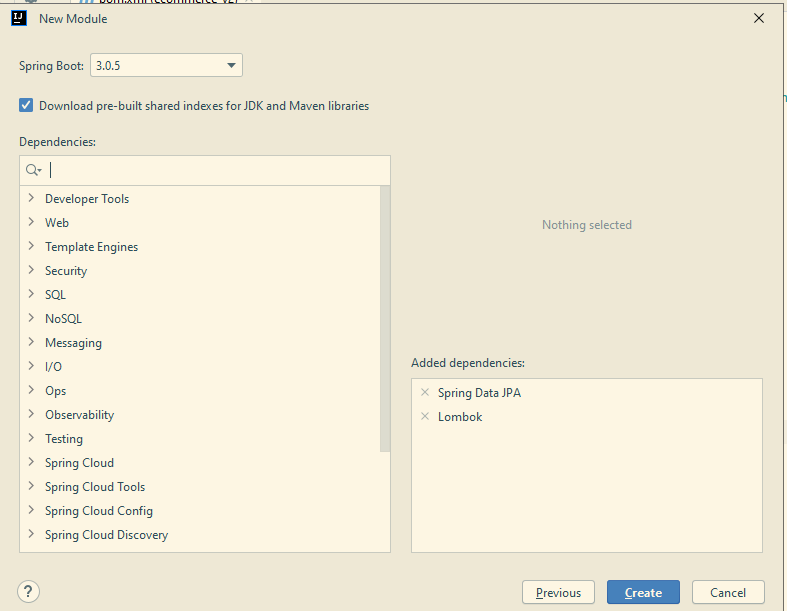 New Module
Spring Boot: 3.0.5
Download pre-built shared indexes for JDK and Maven libraries
Dependencies:
Developer Tools
Web
Template Engines
Security
SQL
NoSQL
Messaging
I/O
Ops
Observability
Testing
Spring Cloud
Spring Cloud Tools
Spring Cloud Config
Spring Cloud Discovery
Nothing selected
Added dependencies:
Spring Data JPA
Lombok
?
Previous
Create
Cancel